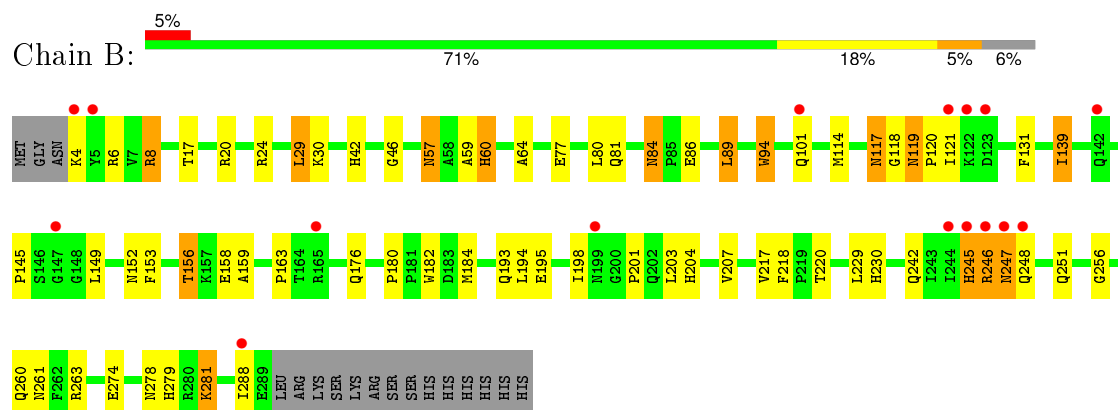 5%
Chain B:
71% 18% 5% 6%
MET GLY ASN K4 Y5 R6 V7 R8 T17 R20 R24 L29 K30 H42 G46 N57 A58 A59 H60 A64 E77 L80 Q81 N84 P85 E86 L89 W94 Q101 M114 N117 G118 N119 P120 I121 K122 D123 F131 I139 Q142
P145 S146 G147 G148 L149 N152 F153 T156 K157 E158 A159 P163 T164 R165 Q176 P180 P181 W182 D183 M184 Q193 L194 E195 I198 N199 G200 P201 Q202 L203 H204 V207 V217 F218 P219 T220 L229 H230 Q242 I243 I244 H245 R246 N247 Q248 Q251 G256
Q260 N261 F262 R263 E274 N278 H279 R280 K281 I288 E289 LEU ARG LYS SER LYS ARG SER SER HIS HIS HIS HIS HIS HIS